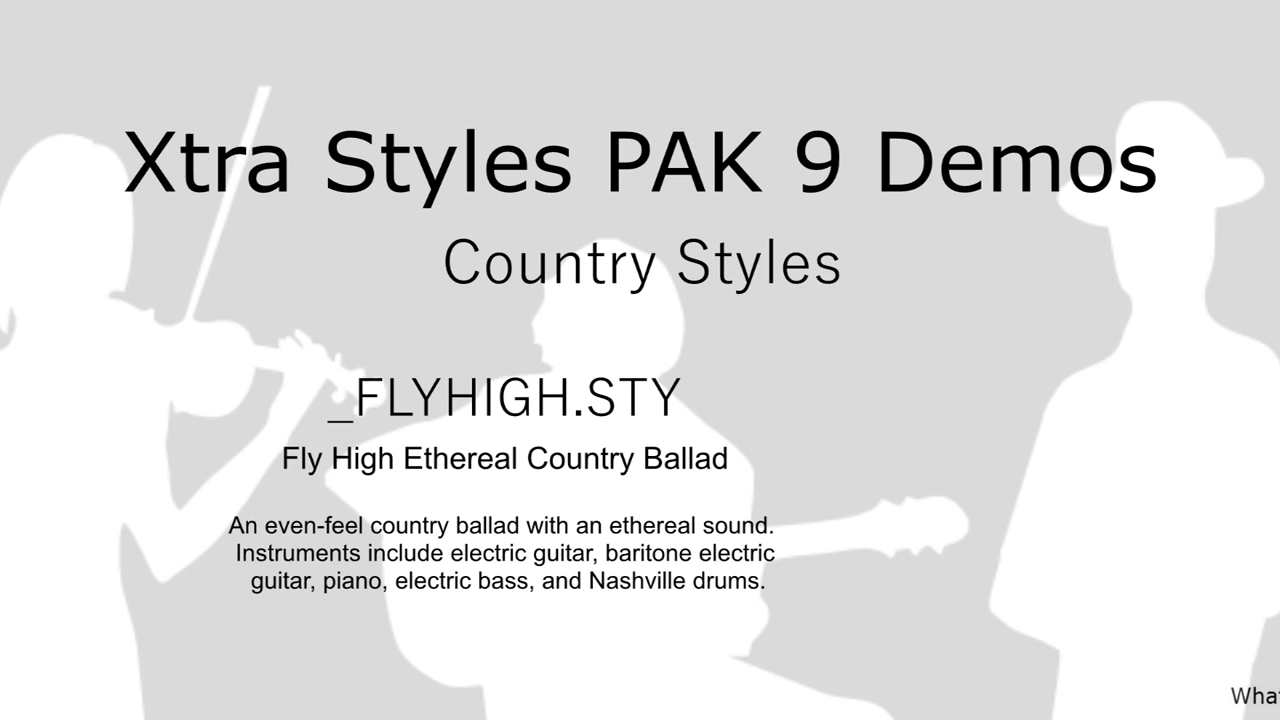 Xtra Styles PAK 9 Demos
Country Styles
_FLYHIGH.STY
Fly High Ethereal Country Ballad
An even-feel country ballad with an ethereal sound.
Instruments include electric guitar, baritone electric
guitar, piano, electric bass, and Nashville drums.